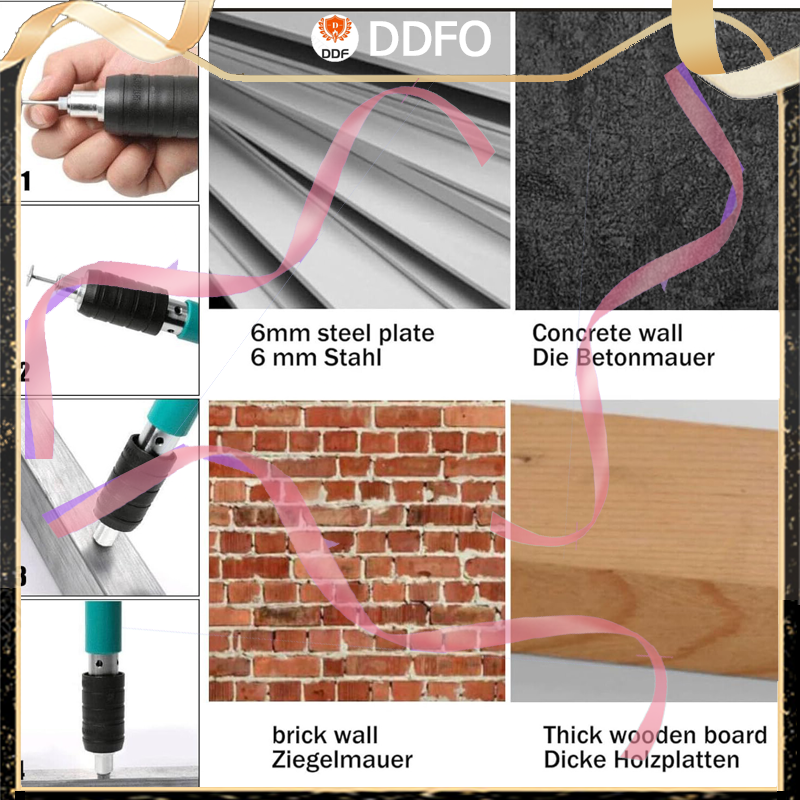 DDF
DDFO
1
2
3
6mm steel plate
6 mm Stahl
Concrete wall
Die Betonmauer
brick wall
Ziegelmauer
Thick wooden board
Dicke Holzplatten